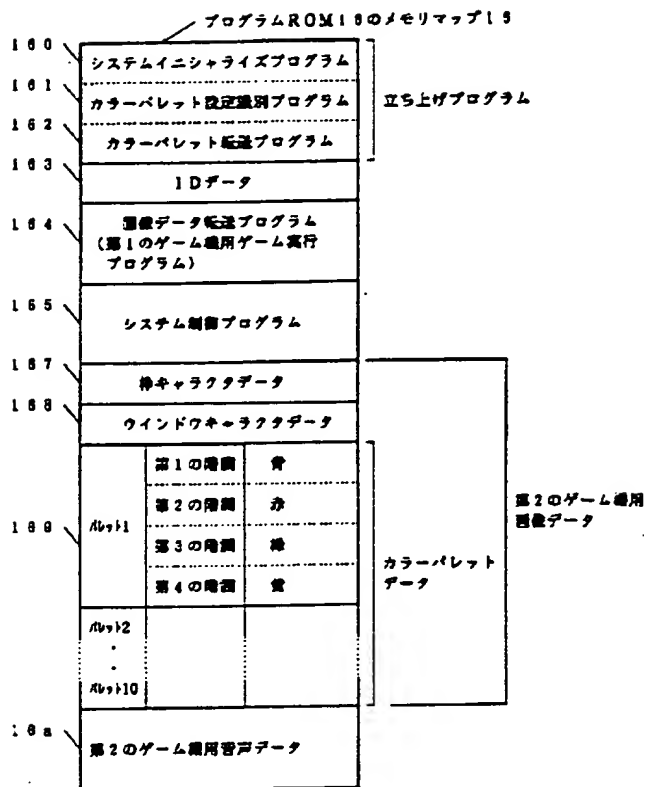 プログラムROM16のメモリマップ16
160
システムイニシャライズプログラム
161
カラーパレット設定識別プログラム
162
カラーパレット転送プログラム
立ち上げプログラム
163
IDデータ
164
画像データ転送プログラム
(第1のゲーム機用ゲーム実行
プログラム)
165
システム制御プログラム
167
枠キャラクタデータ
168
ウインドウキャラクタデータ
169
パレット1
第1の階調 青
第2の階調 赤
第3の階調 緑
第4の階調 黄
パレット2
・
・
パレット10
カラーパレット
データ
第2のゲーム機用
画像データ
16a
第2のゲーム機用音声データ